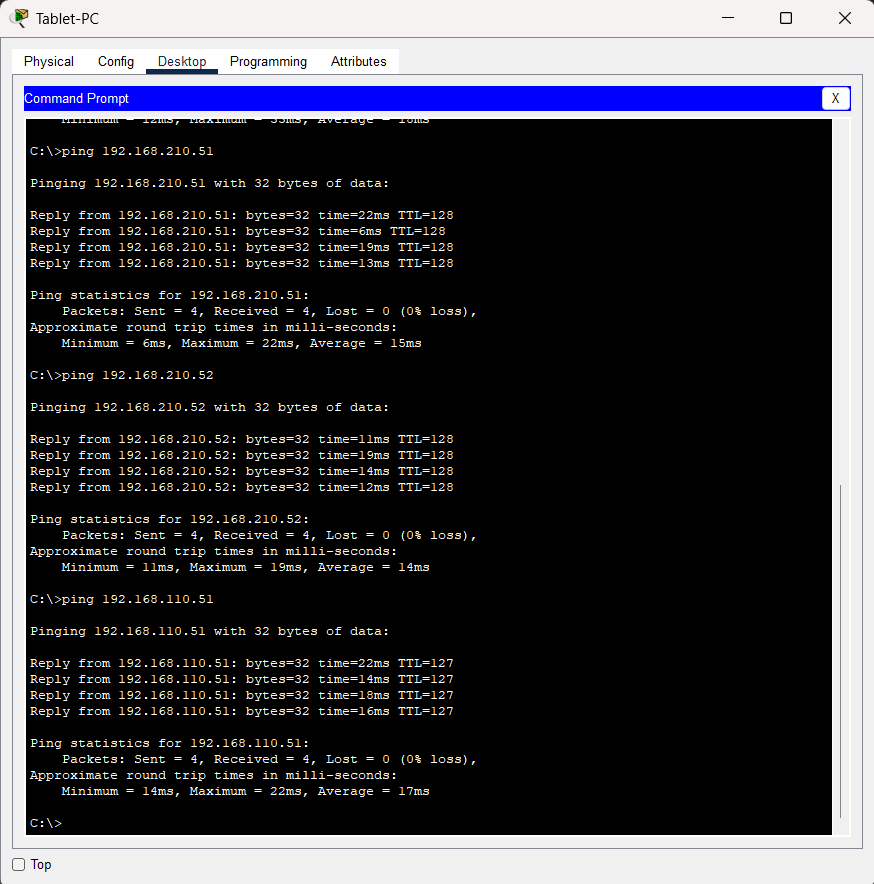 Tablet-PC
Physical Config Desktop Programming Attributes
Command Prompt X
Minimum = 12ms, Maximum = 33ms, Average = 18ms
C:\>ping 192.168.210.51
Pinging 192.168.210.51 with 32 bytes of data:
Reply from 192.168.210.51: bytes=32 time=22ms TTL=128
Reply from 192.168.210.51: bytes=32 time=6ms TTL=128
Reply from 192.168.210.51: bytes=32 time=19ms TTL=128
Reply from 192.168.210.51: bytes=32 time=13ms TTL=128
Ping statistics for 192.168.210.51:
Packets: Sent = 4, Received = 4, Lost = 0 (0% loss),
Approximate round trip times in milli-seconds:
Minimum = 6ms, Maximum = 22ms, Average = 15ms
C:\>ping 192.168.210.52
Pinging 192.168.210.52 with 32 bytes of data:
Reply from 192.168.210.52: bytes=32 time=11ms TTL=128
Reply from 192.168.210.52: bytes=32 time=19ms TTL=128
Reply from 192.168.210.52: bytes=32 time=14ms TTL=128
Reply from 192.168.210.52: bytes=32 time=12ms TTL=128
Ping statistics for 192.168.210.52:
Packets: Sent = 4, Received = 4, Lost = 0 (0% loss),
Approximate round trip times in milli-seconds:
Minimum = 11ms, Maximum = 19ms, Average = 14ms
C:\>ping 192.168.110.51
Pinging 192.168.110.51 with 32 bytes of data:
Reply from 192.168.110.51: bytes=32 time=22ms TTL=127
Reply from 192.168.110.51: bytes=32 time=14ms TTL=127
Reply from 192.168.110.51: bytes=32 time=18ms TTL=127
Reply from 192.168.110.51: bytes=32 time=16ms TTL=127
Ping statistics for 192.168.110.51:
Packets: Sent = 4, Received = 4, Lost = 0 (0% loss),
Approximate round trip times in milli-seconds:
Minimum = 14ms, Maximum = 22ms, Average = 17ms
C:\>
Top